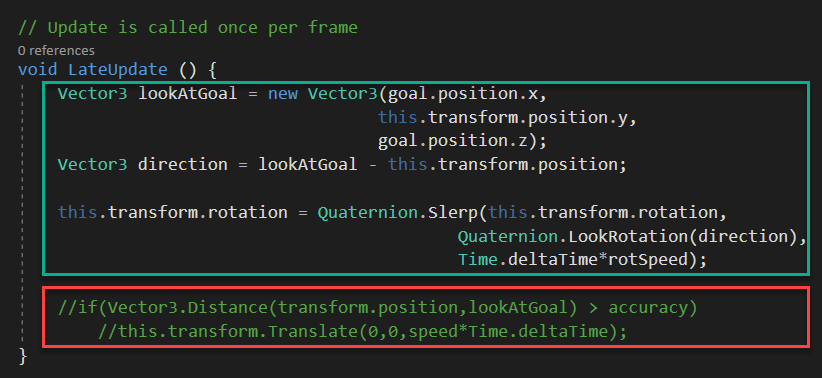 // Update is called once per frame
0 references
void LateUpdate () {
Vector3 lookAtGoal = new Vector3(goal.position.x,
this.transform.position.y,
goal.position.z);
Vector3 direction = lookAtGoal - this.transform.position;
this.transform.rotation = Quaternion.Slerp(this.transform.rotation,
Quaternion.LookRotation(direction),
Time.deltaTime*rotSpeed);
//if(Vector3.Distance(transform.position,lookAtGoal) > accuracy)
//this.transform.Translate(0,0,speed*Time.deltaTime);
}